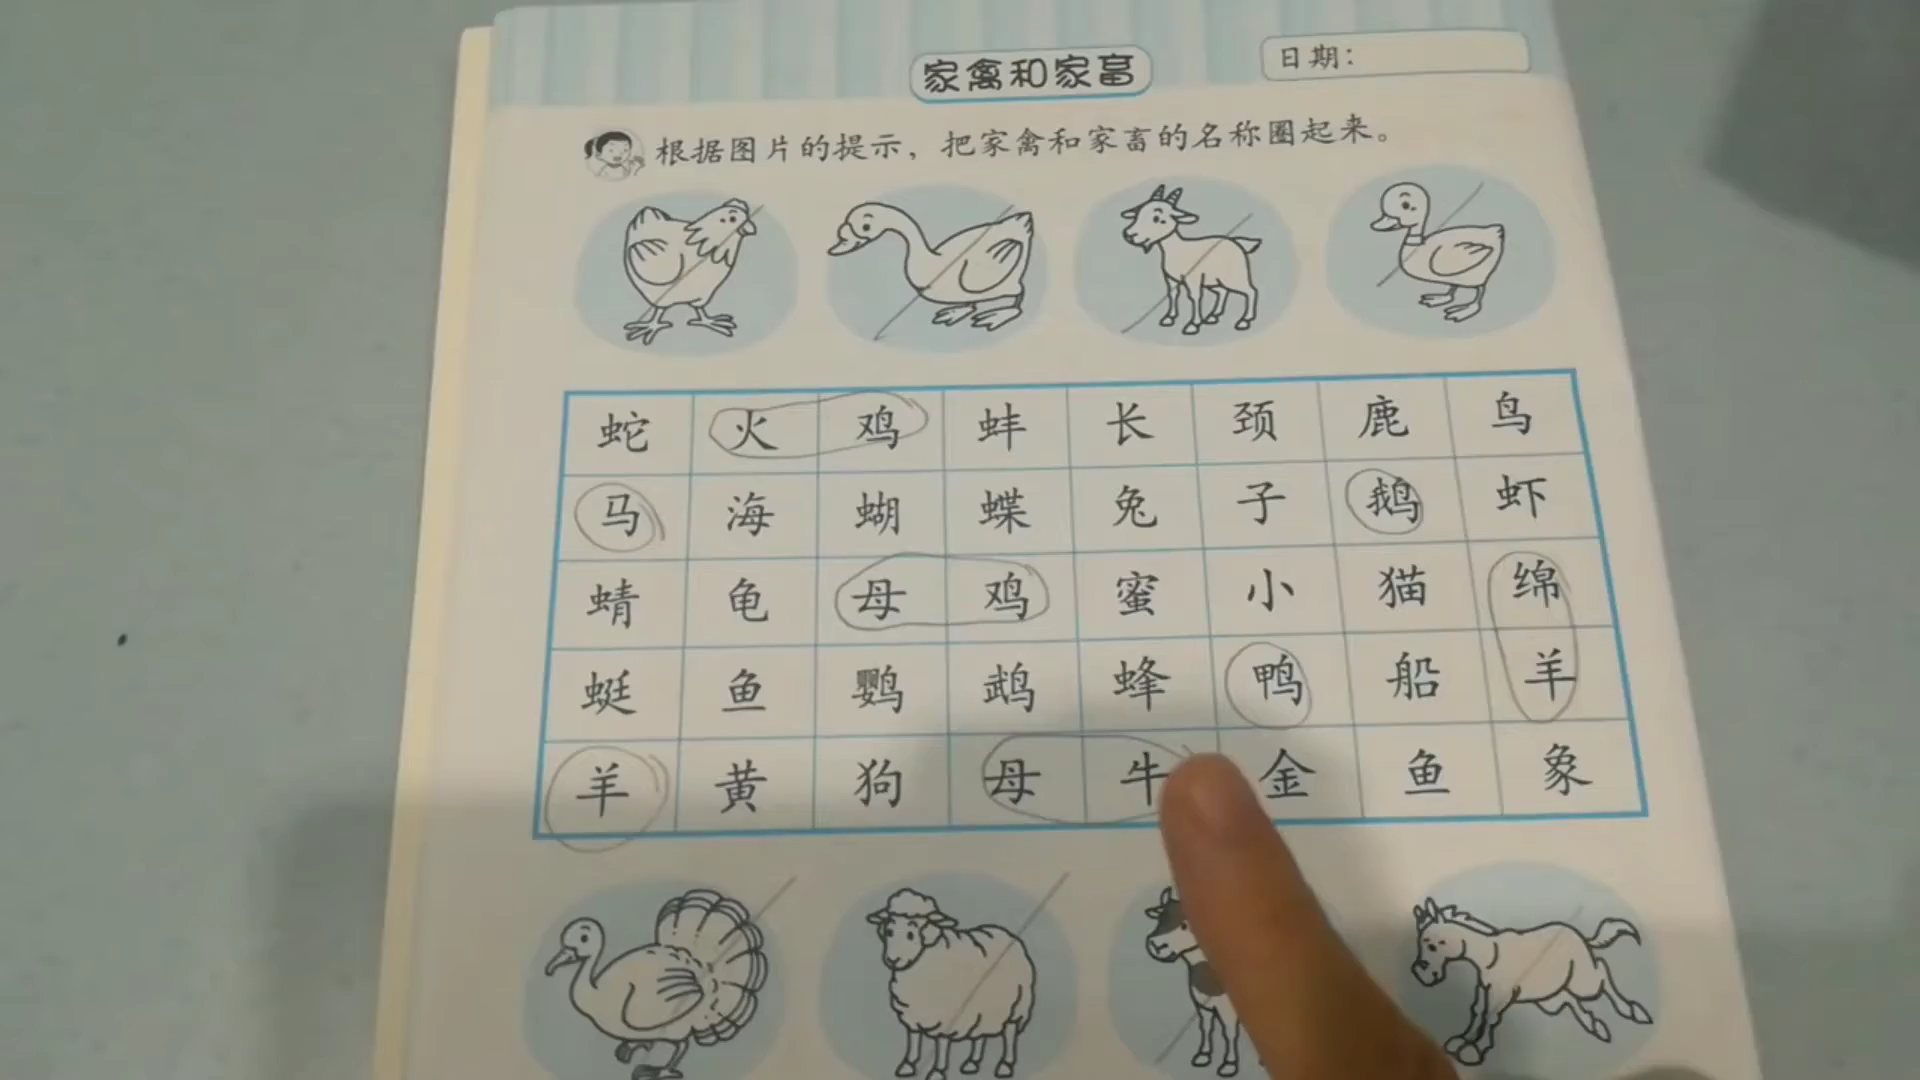 家禽和家畜
日期：
根据图片的提示，把家禽和家畜的名称圈起来。
蛇 火 鸡 蚌 长 颈 鹿 鸟
马 海 蝴 蝶 兔 子 鹅 虾
蜻 龟 母 鸡 蜜 小 猫 绵
蜓 鱼 鹦 鹉 蜂 鸭 船 羊
羊 黄 狗 母 牛 金 鱼 象